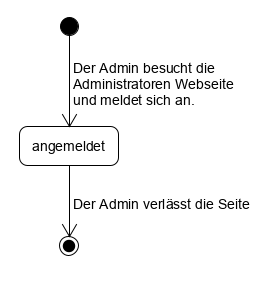 Der Admin besucht die
Administratoren Webseite
und meldet sich an.
angemeldet
Der Admin verlässt die Seite